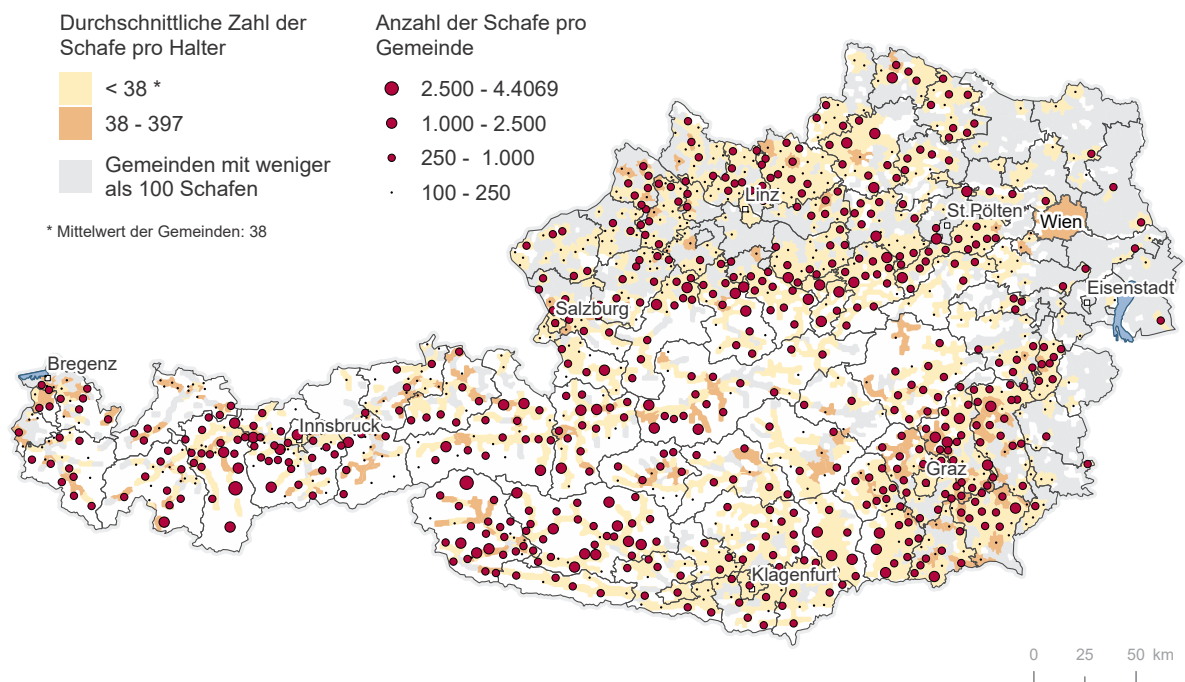 Durchschnittliche Zahl der
Schafe pro Halter
< 38 *
38 - 397
Gemeinden mit weniger
als 100 Schafen
* Mittelwert der Gemeinden: 38
Anzahl der Schafe pro
Gemeinde
2.500 - 4.4069
1.000 - 2.500
250 - 1.000
100 - 250
Linz
St.Pölten
Wien
Eisenstadt
Salzburg
Bregenz
Innsbruck
Graz
Klagenfurt
0 25 50 km